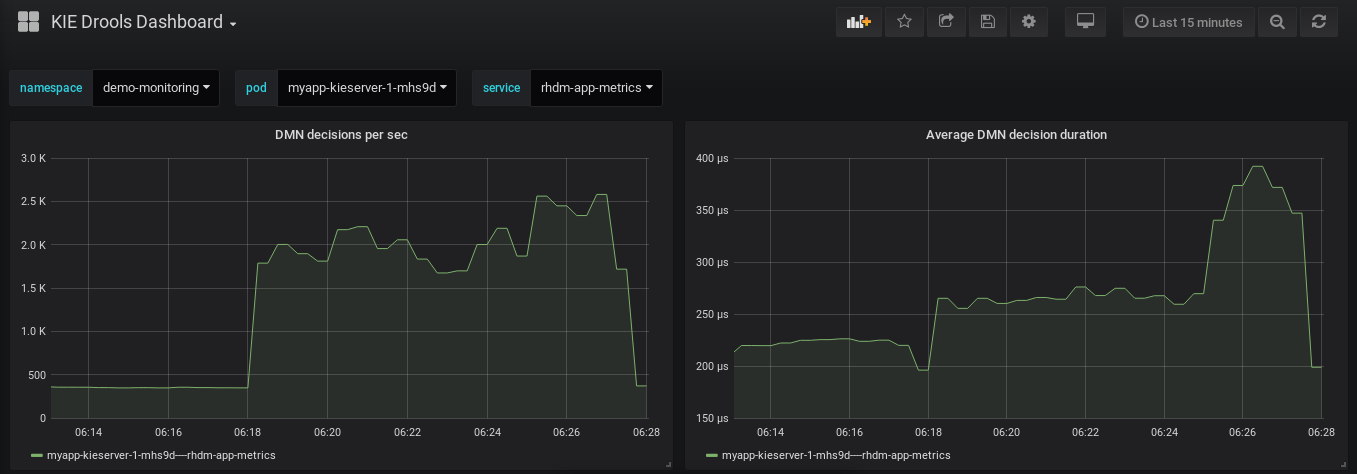 KIE Drools Dashboard
Last 15 minutes
namespace demo-monitoring pod myapp-kieserver-1-mhs9d service rhdm-app-metrics
DMN decisions per sec
3.0 K
2.5 K
2.0 K
1.5 K
1.0 K
500
0
06:14 06:16 06:18 06:20 06:22 06:24 06:26 06:28
myapp-kieserver-1-mhs9d—rhdm-app-metrics
Average DMN decision duration
400 µs
350 µs
300 µs
250 µs
200 µs
150 µs
06:14 06:16 06:18 06:20 06:22 06:24 06:26 06:28
myapp-kieserver-1-mhs9d—rhdm-app-metrics